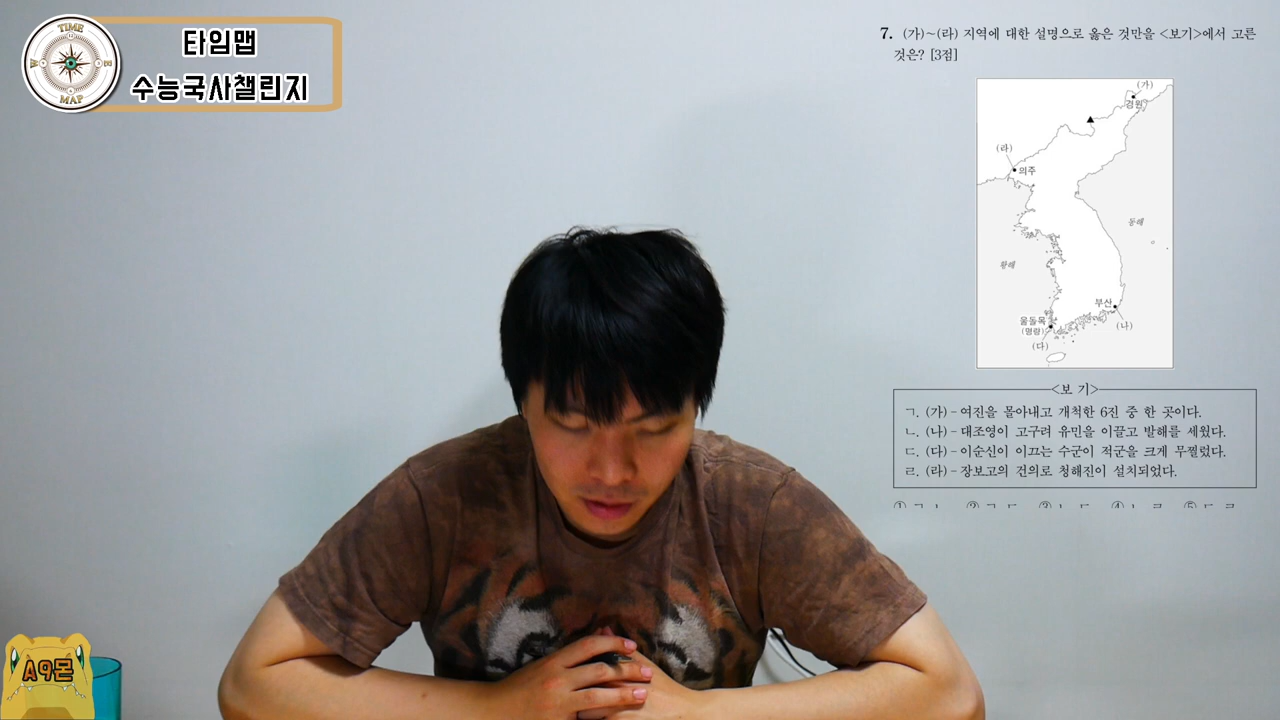 TIME
W
E
MAP
타임맵
수능국사챌린지
7. (가)~(라) 지역에 대한 설명으로 옳은 것만을 <보기>에서 고른
것은? [3점]
(가)
경원
(라)
의주
동해
황해
부산
울돌목
(명량)
(나)
(다)
<보 기>
ㄱ. (가) - 여진을 몰아내고 개척한 6진 중 한 곳이다.
ㄴ. (나) - 대조영이 고구려 유민을 이끌고 발해를 세웠다.
ㄷ. (다) - 이순신이 이끄는 수군이 적군을 크게 무찔렀다.
ㄹ. (라) - 장보고의 건의로 청해진이 설치되었다.
A9몬